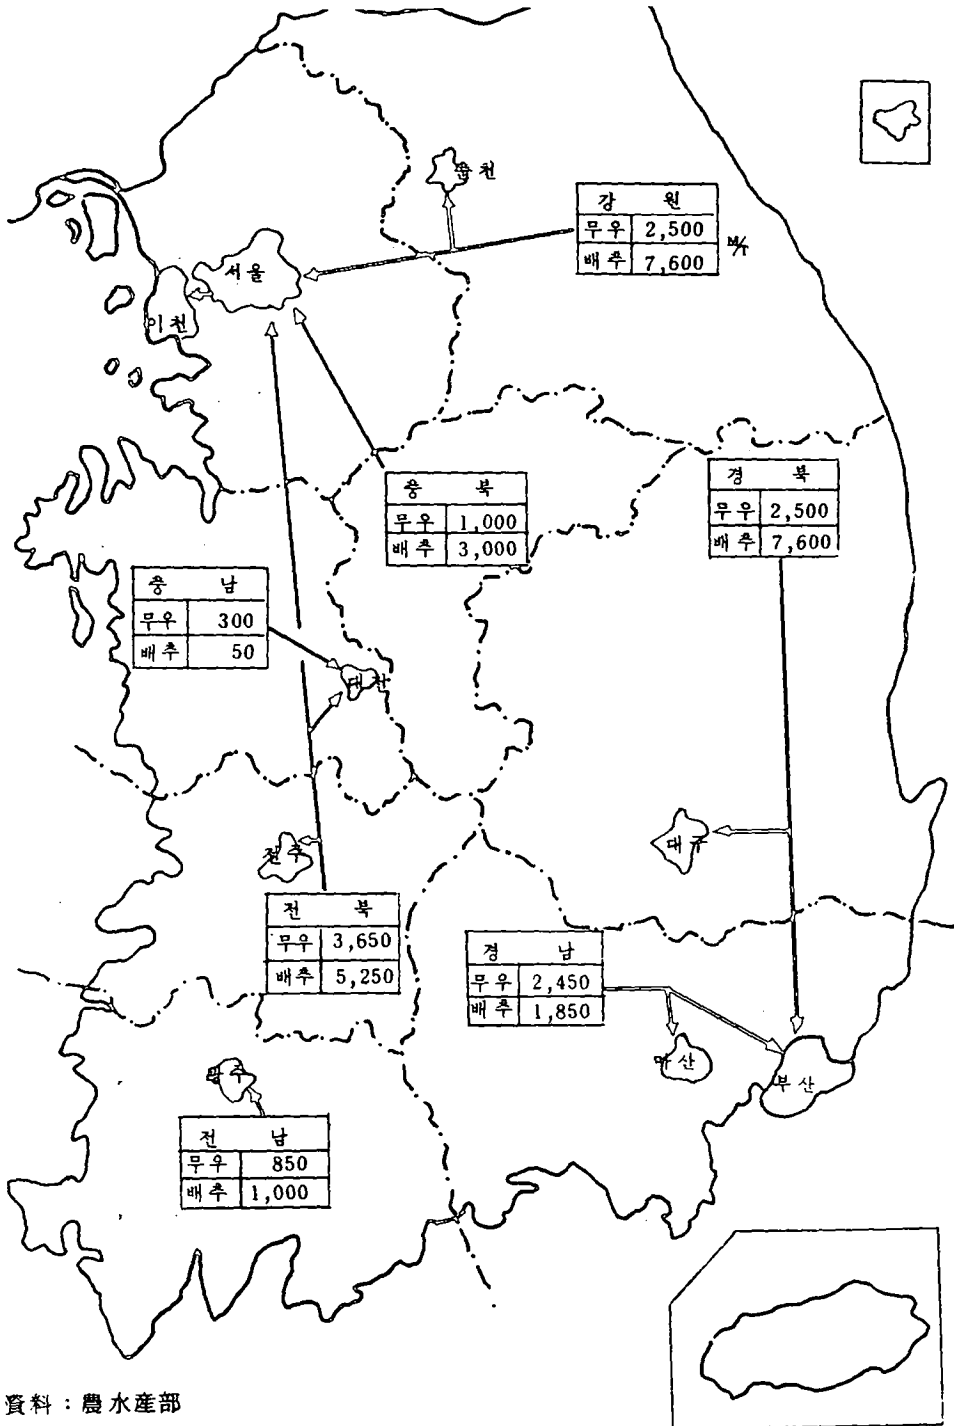 춘천
강 원
무우 2,500
배추 7,600
M/T
서울
인천
충 북
무우 1,000
배추 3,000
경 북
무우 2,500
배추 7,600
충 남
무우 300
배추 50
대전
대구
전주
전 북
무우 3,650
배추 5,250
경 남
무우 2,450
배추 1,850
마산
부산
광주
전 남
무우 850
배추 1,000
資料 : 農水産部